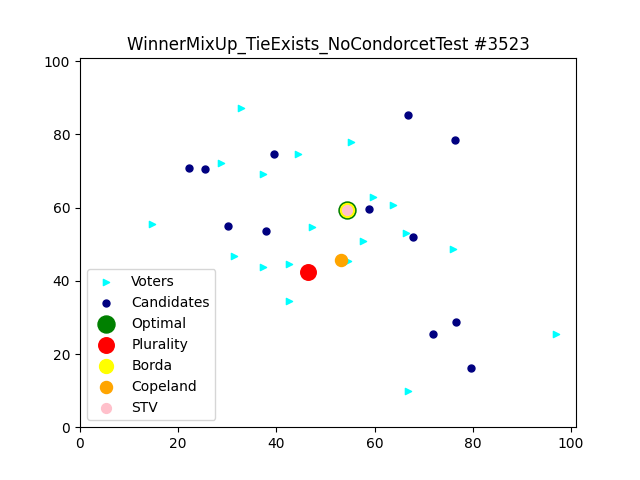 WinnerMixUp_TieExists_NoCondorcetTest #3523
100
80
60
40
20
0
Voters
Candidates
Optimal
Plurality
Borda
Copeland
STV
0 20 40 60 80 100